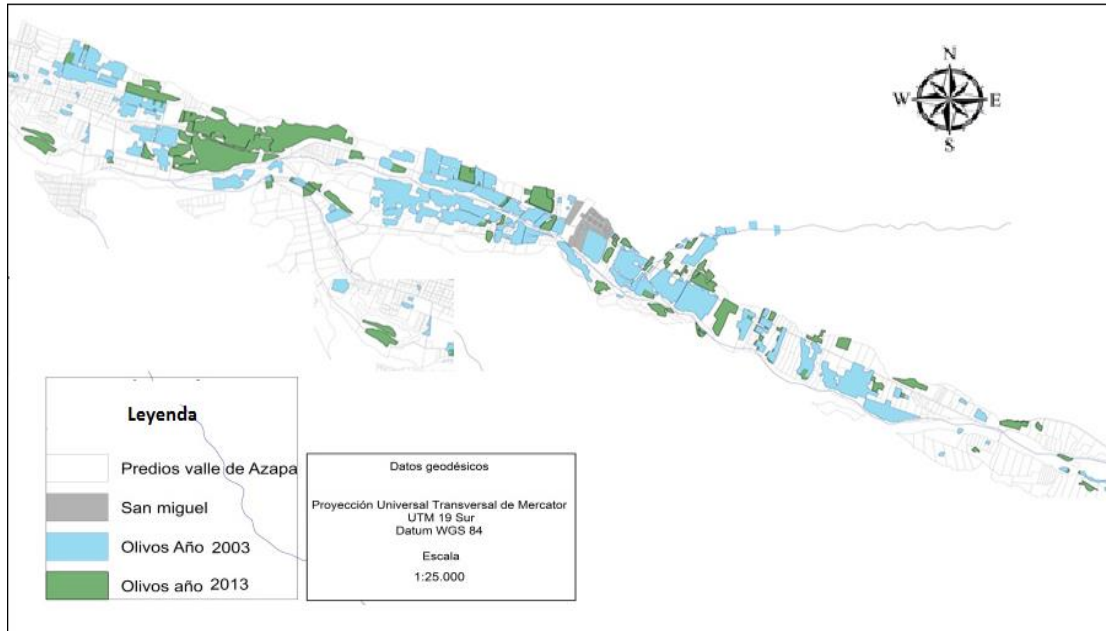 N
W E
S
Leyenda
Predios valle de Azapa
San miguel
Olivos Año 2003
Olivos año 2013
Datos geodésicos
Proyección Universal Transversal de Mercator
UTM 19 Sur
Datum WGS 84
Escala
1:25.000